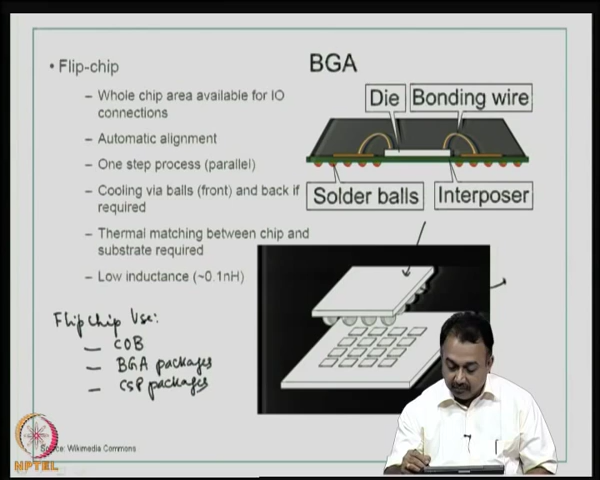 • Flip-chip
– Whole chip area available for IO
connections
– Automatic alignment
– One step process (parallel)
– Cooling via balls (front) and back if
required
– Thermal matching between chip and
substrate required
– Low inductance (~0.1nH)
BGA
Die
Bonding wire
Solder balls
Interposer
Flipchip Use:
— COB
— BGA packages
— CSP packages
Source: Wikimedia Commons
NPTEL